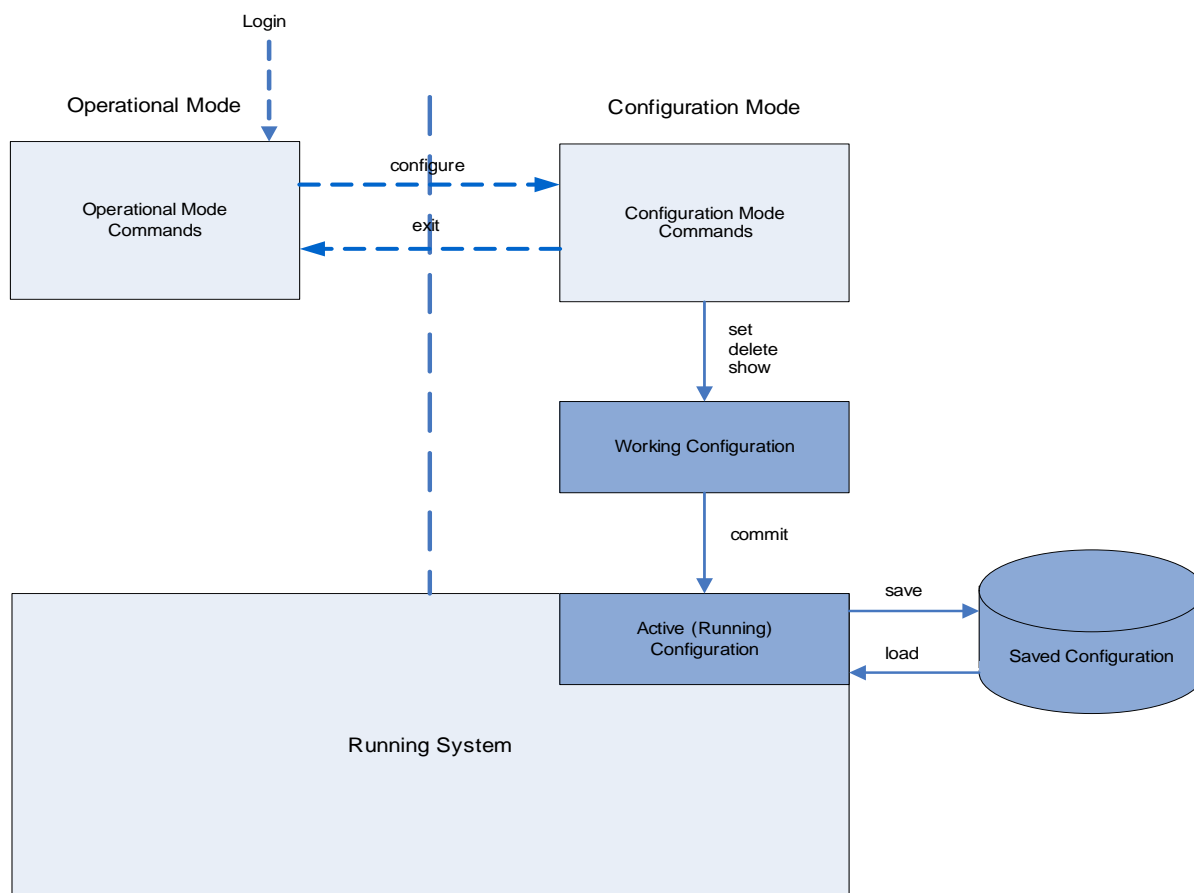 Login
Operational Mode
Configuration Mode
configure
Operational Mode
Commands
Configuration Mode
Commands
exit
set
delete
show
Working Configuration
commit
save
Active (Running)
Configuration
load
Saved Configuration
Running System